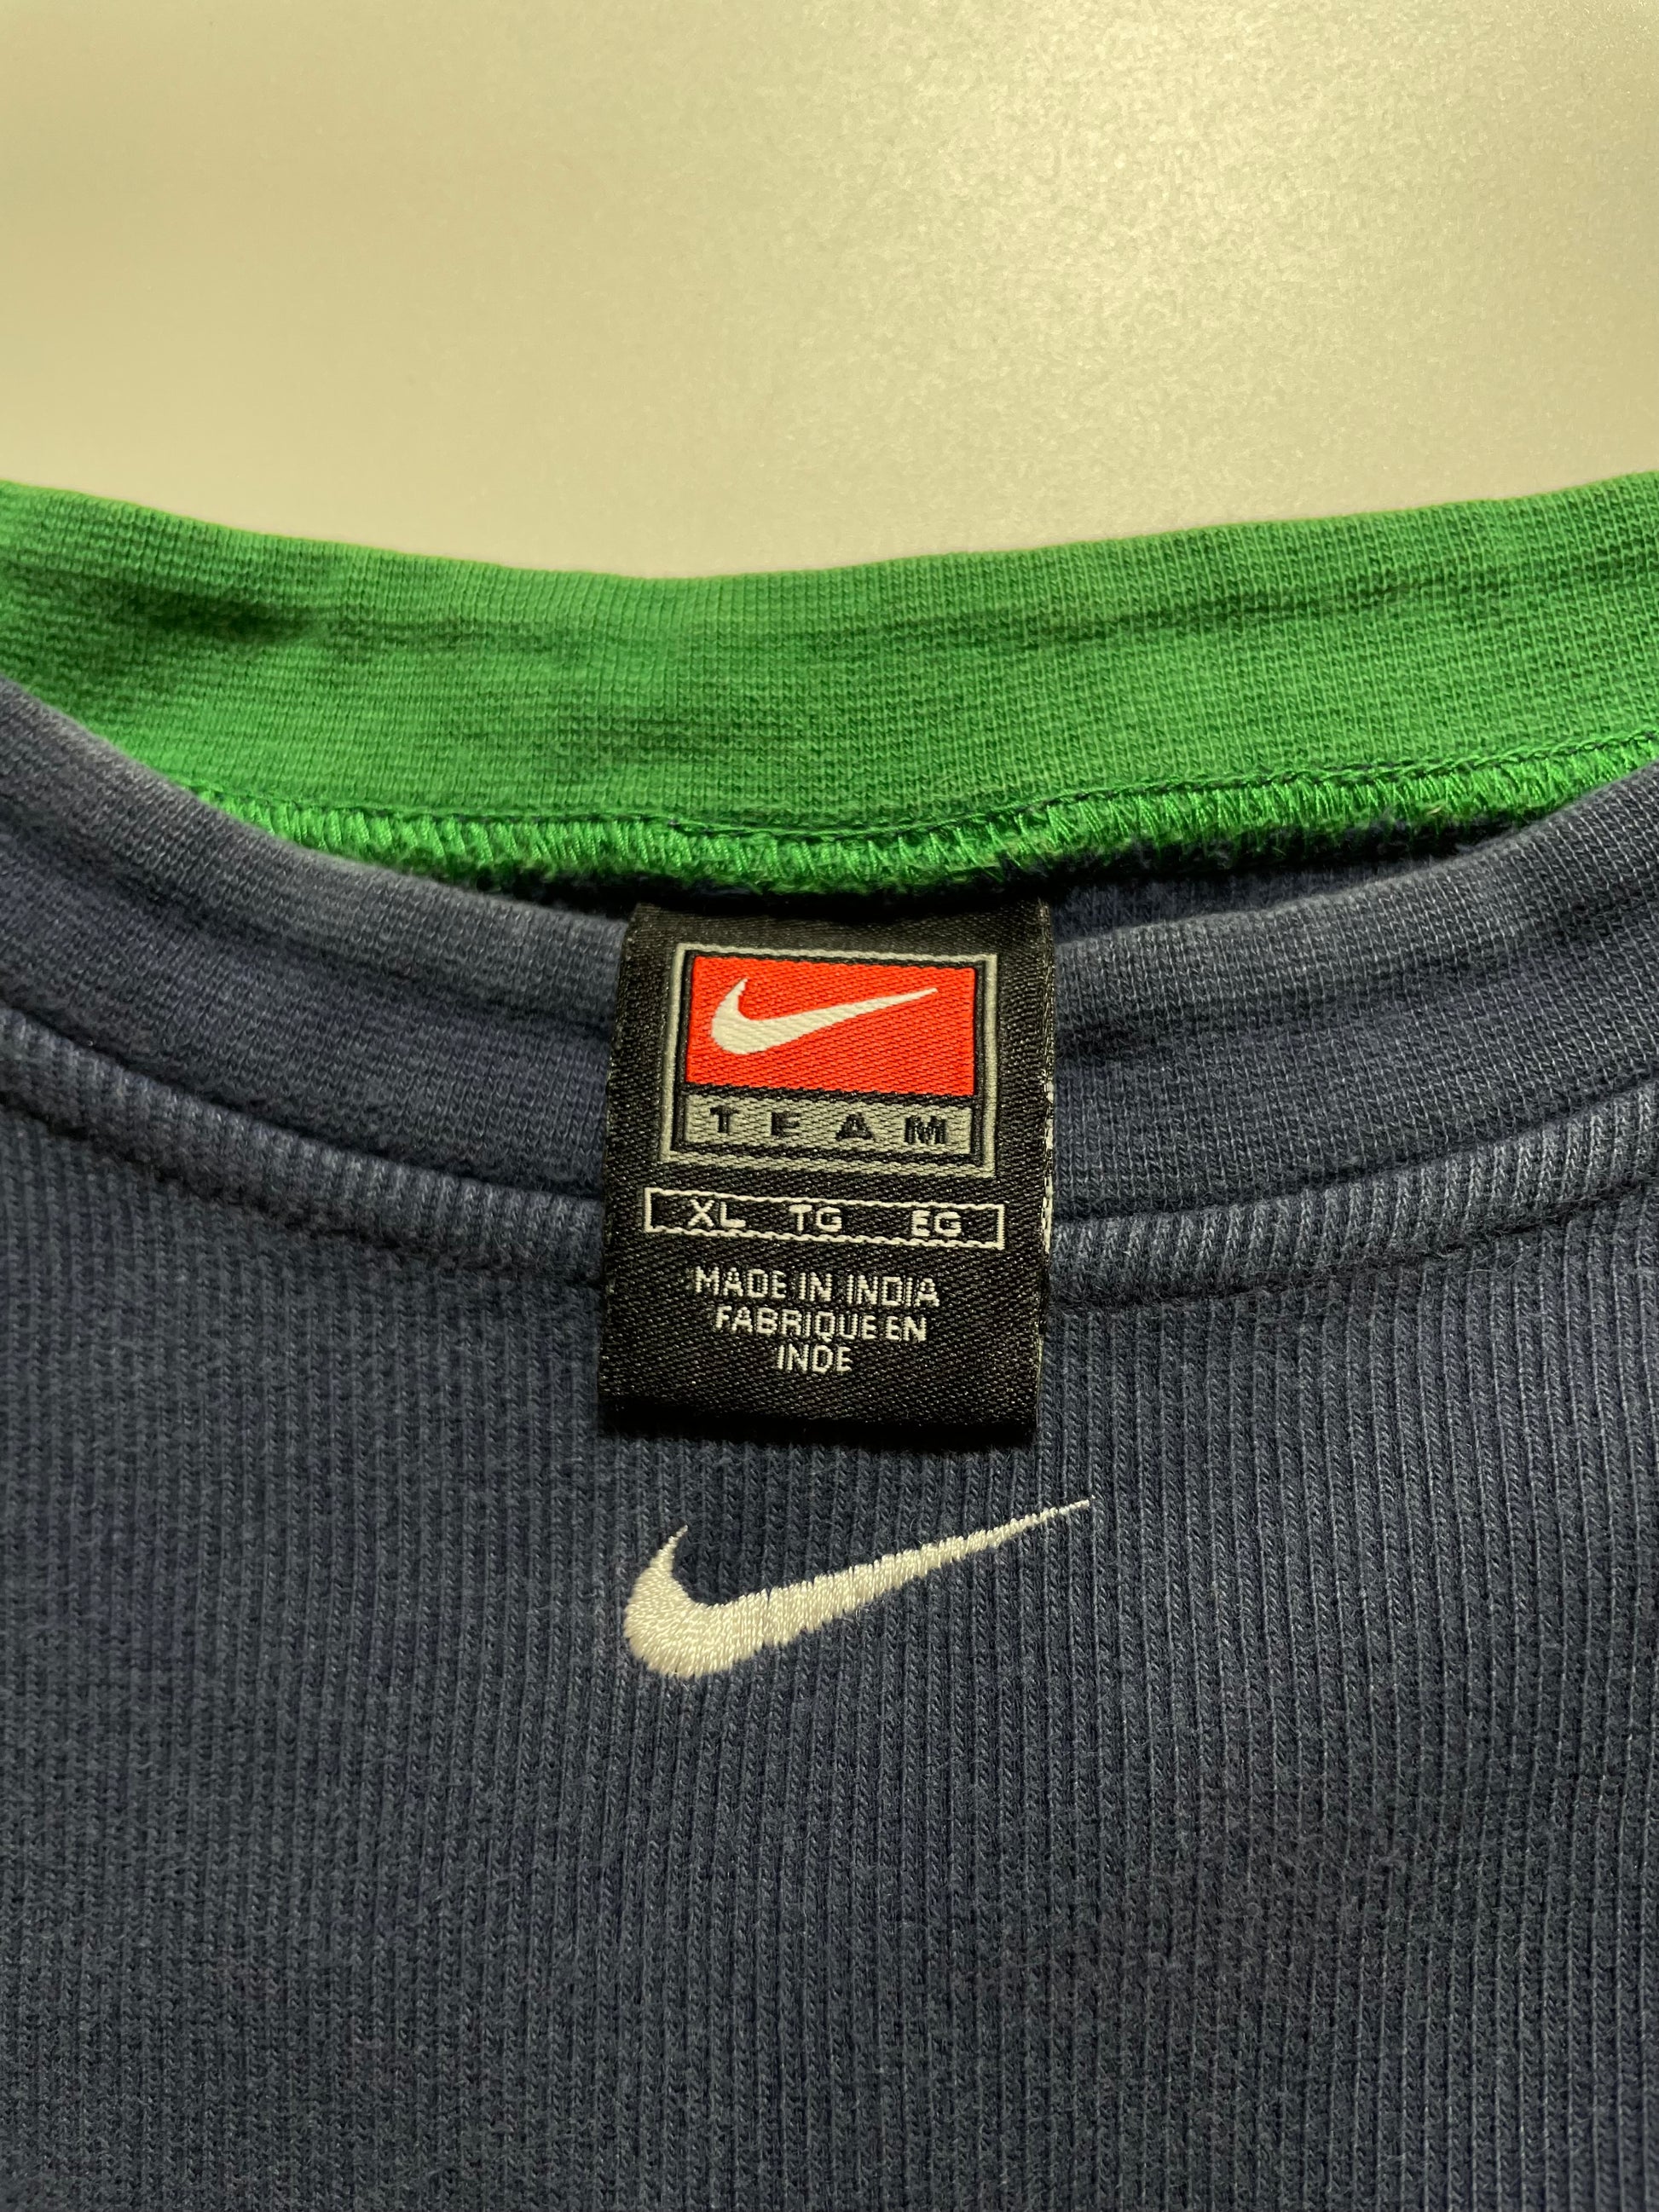 TEAM
XL TG EG
MADE IN INDIA
FABRIQUE EN
INDE